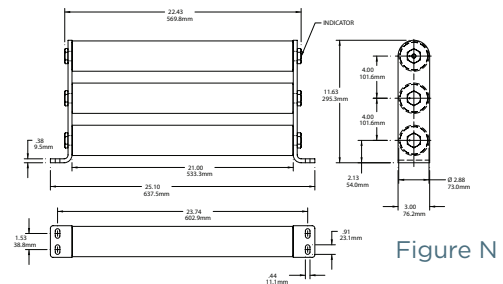 22.43
569.8mm
INDICATOR
4.00
101.6mm
11.63
295.3mm
4.00
101.6mm
.38
9.5mm
21.00
533.3mm
2.13
54.0mm
25.10
637.5mm
Ø 2.88
73.0mm
3.00
76.2mm
23.74
602.9mm
1.53
38.8mm
.91
23.1mm
.44
11.1mm
Figure N